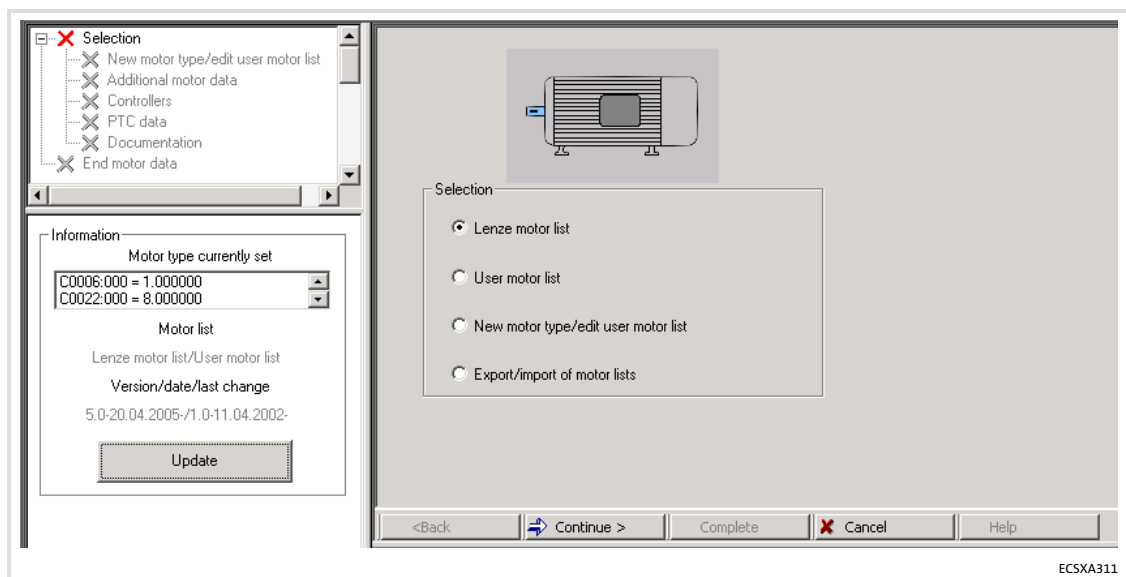 Selection
New motor type/edit user motor list
Additional motor data
Controllers
PTC data
Documentation
End motor data
Information
Motor type currently set
C0006:000 = 1.000000
C0022:000 = 8.000000
Motor list
Lenze motor list/User motor list
Version/date/last change
5.0-20.04.2005-/1.0-11.04.2002-
Update
Selection
Lenze motor list
User motor list
New motor type/edit user motor list
Export/import of motor lists
<Back Continue > Complete Cancel Help
ECSXA311